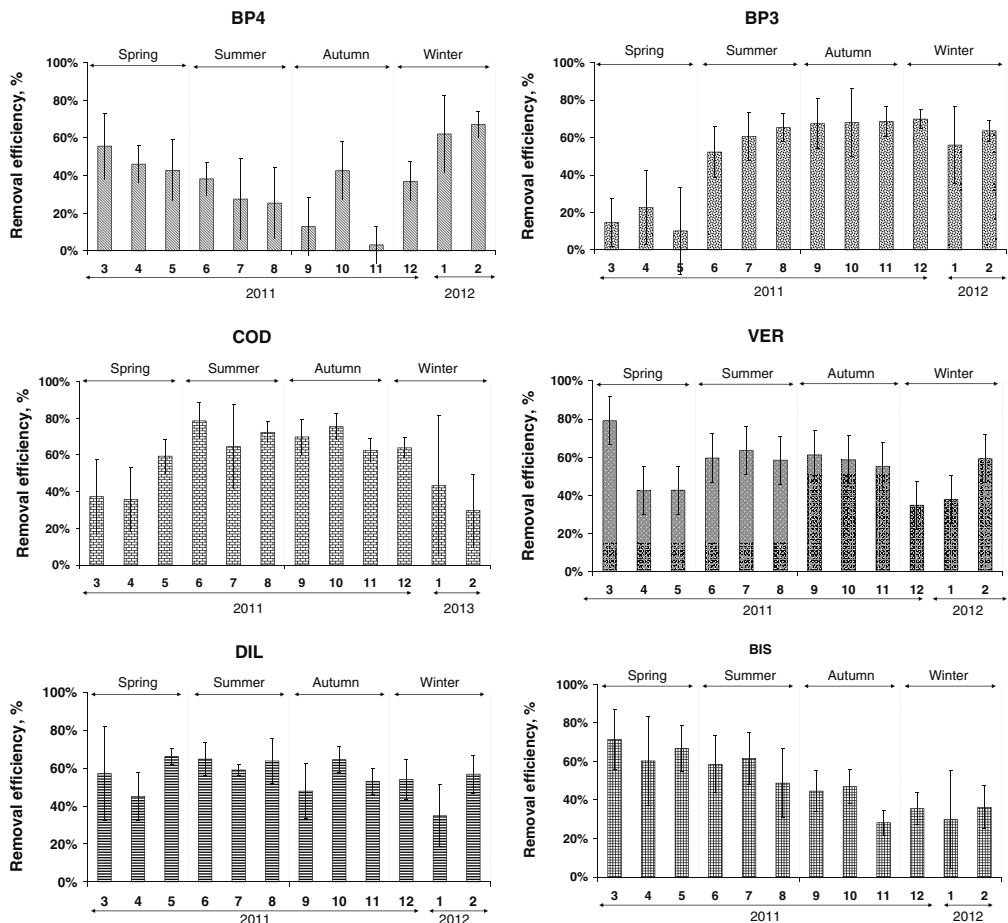 BP4
Spring Summer Autumn Winter
Removal efficiency, %
100%
80%
60%
40%
20%
0%
3 4 5 6 7 8 9 10 11 12 1 2
2011 2012
BP3
Spring Summer Autumn Winter
Removal efficiency, %
100%
80%
60%
40%
20%
0%
3 4 5 6 7 8 9 10 11 12 1 2
2011 2012
COD
Spring Summer Autumn Winter
Removal efficiency, %
100%
80%
60%
40%
20%
0%
3 4 5 6 7 8 9 10 11 12 1 2
2011 2013
VER
Spring Summer Autumn Winter
Removal efficiency, %
100%
80%
60%
40%
20%
0%
3 4 5 6 7 8 9 10 11 12 1 2
2011 2012
DIL
Spring Summer Autumn Winter
Removal efficiency, %
100%
80%
60%
40%
20%
0%
3 4 5 6 7 8 9 10 11 12 1 2
2011 2012
BIS
Spring Summer Autumn Winter
Removal efficiency, %
100%
80%
60%
40%
20%
0%
3 4 5 6 7 8 9 10 11 12 1 2
2011 2012